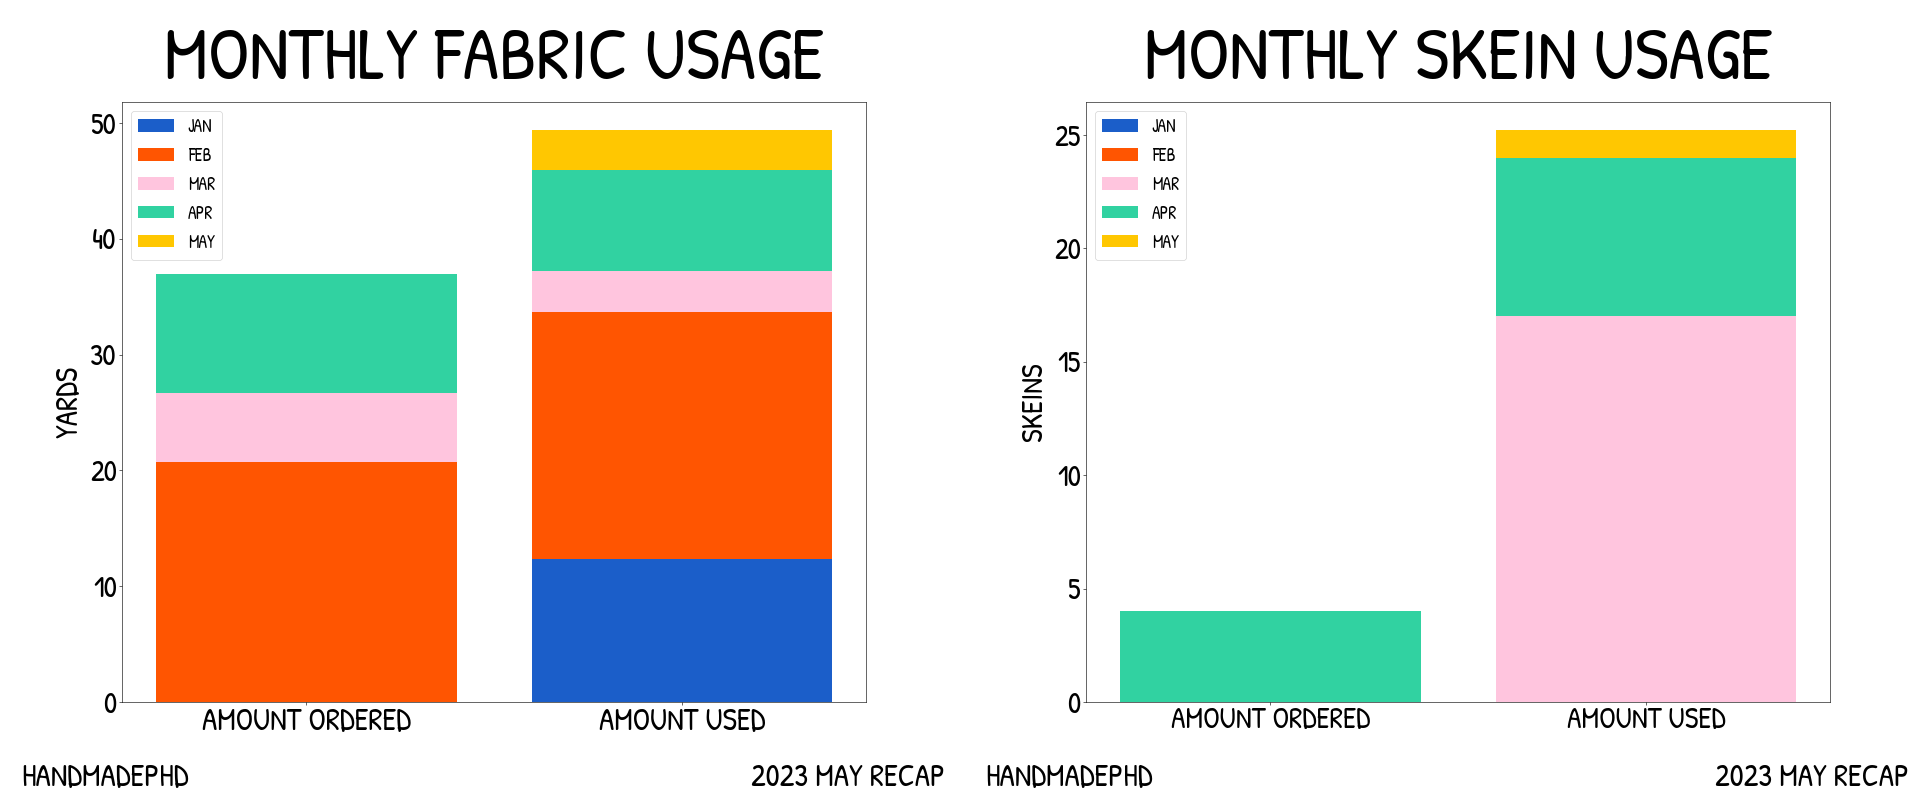 MONTHLY FABRIC USAGE
JAN
FEB
MAR
APR
MAY
50
40
30
20
10
0
YARDS
AMOUNT ORDERED
AMOUNT USED
HANDMADEPHD
2023 MAY RECAP
MONTHLY SKEIN USAGE
JAN
FEB
MAR
APR
MAY
25
20
15
10
5
0
SKEINS
AMOUNT ORDERED
AMOUNT USED
HANDMADEPHD
2023 MAY RECAP